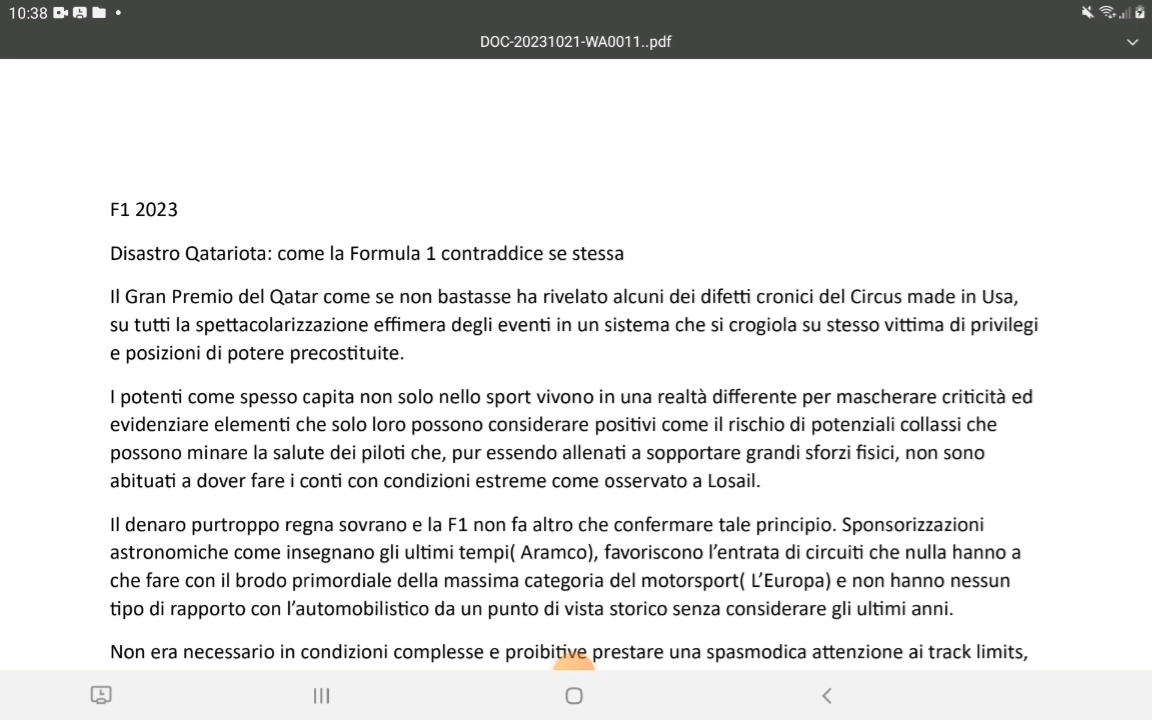 10:38
DOC-20231021-WA0011..pdf
F1 2023
Disastro Qatariota: come la Formula 1 contraddice se stessa
Il Gran Premio del Qatar come se non bastasse ha rivelato alcuni dei difetti cronici del Circus made in Usa,
su tutti la spettacolarizzazione effimera degli eventi in un sistema che si crogiola su stesso vittima di privilegi
e posizioni di potere precostituite.
I potenti come spesso capita non solo nello sport vivono in una realtà differente per mascherare criticità ed
evidenziare elementi che solo loro possono considerare positivi come il rischio di potenziali collassi che
possono minare la salute dei piloti che, pur essendo allenati a sopportare grandi sforzi fisici, non sono
abituati a dover fare i conti con condizioni estreme come osservato a Losail.
Il denaro purtroppo regna sovrano e la F1 non fa altro che confermare tale principio. Sponsorizzazioni
astronomiche come insegnano gli ultimi tempi( Aramco), favoriscono l’entrata di circuiti che nulla hanno a
che fare con il brodo primordiale della massima categoria del motorsport( L’Europa) e non hanno nessun
tipo di rapporto con l’automobilistico da un punto di vista storico senza considerare gli ultimi anni.
Non era necessario in condizioni complesse e proibitive prestare una spasmodica attenzione ai track limits,